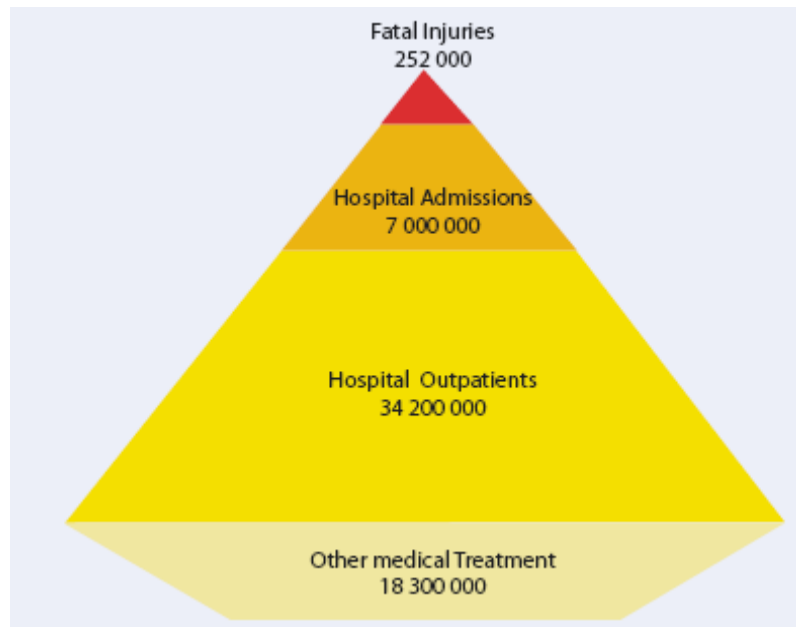 Fatal Injuries
252 000
Hospital Admissions
7 000 000
Hospital Outpatients
34 200 000
Other medical Treatment
18 300 000